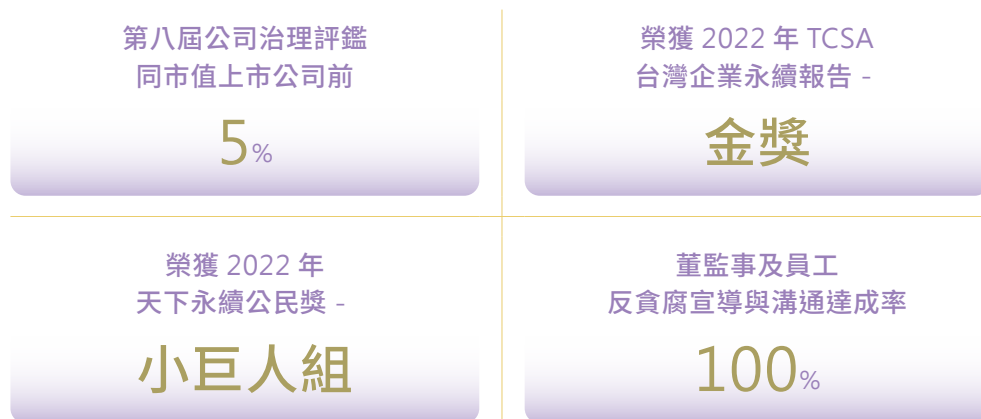 第八屆公司治理評鑑
同市值上市公司前
5%
榮獲 2022 年 TCSA
台灣企業永續報告 -
金獎
榮獲 2022 年
天下永續公民獎 -
小巨人組
董監事及員工
反貪腐宣導與溝通達成率
100%